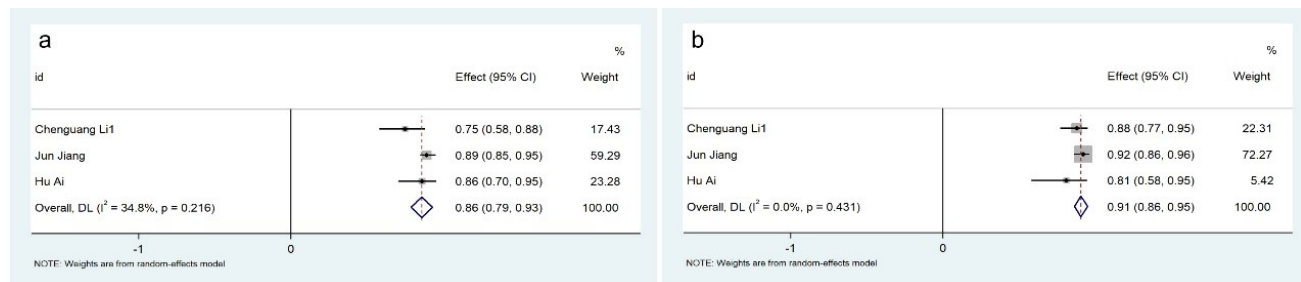 a
%
id Effect (95% CI) Weight
Chenguang Li1 0.75 (0.58, 0.88) 17.43
Jun Jiang 0.89 (0.85, 0.95) 59.29
Hu Ai 0.86 (0.70, 0.95) 23.28
Overall, DL (I² = 34.8%, p = 0.216) 0.86 (0.79, 0.93) 100.00
-1 0
NOTE: Weights are from random-effects model
b
%
id Effect (95% CI) Weight
Chenguang Li1 0.88 (0.77, 0.95) 22.31
Jun Jiang 0.92 (0.86, 0.96) 72.27
Hu Ai 0.81 (0.58, 0.95) 5.42
Overall, DL (I² = 0.0%, p = 0.431) 0.91 (0.86, 0.95) 100.00
-1 0
NOTE: Weights are from random-effects model